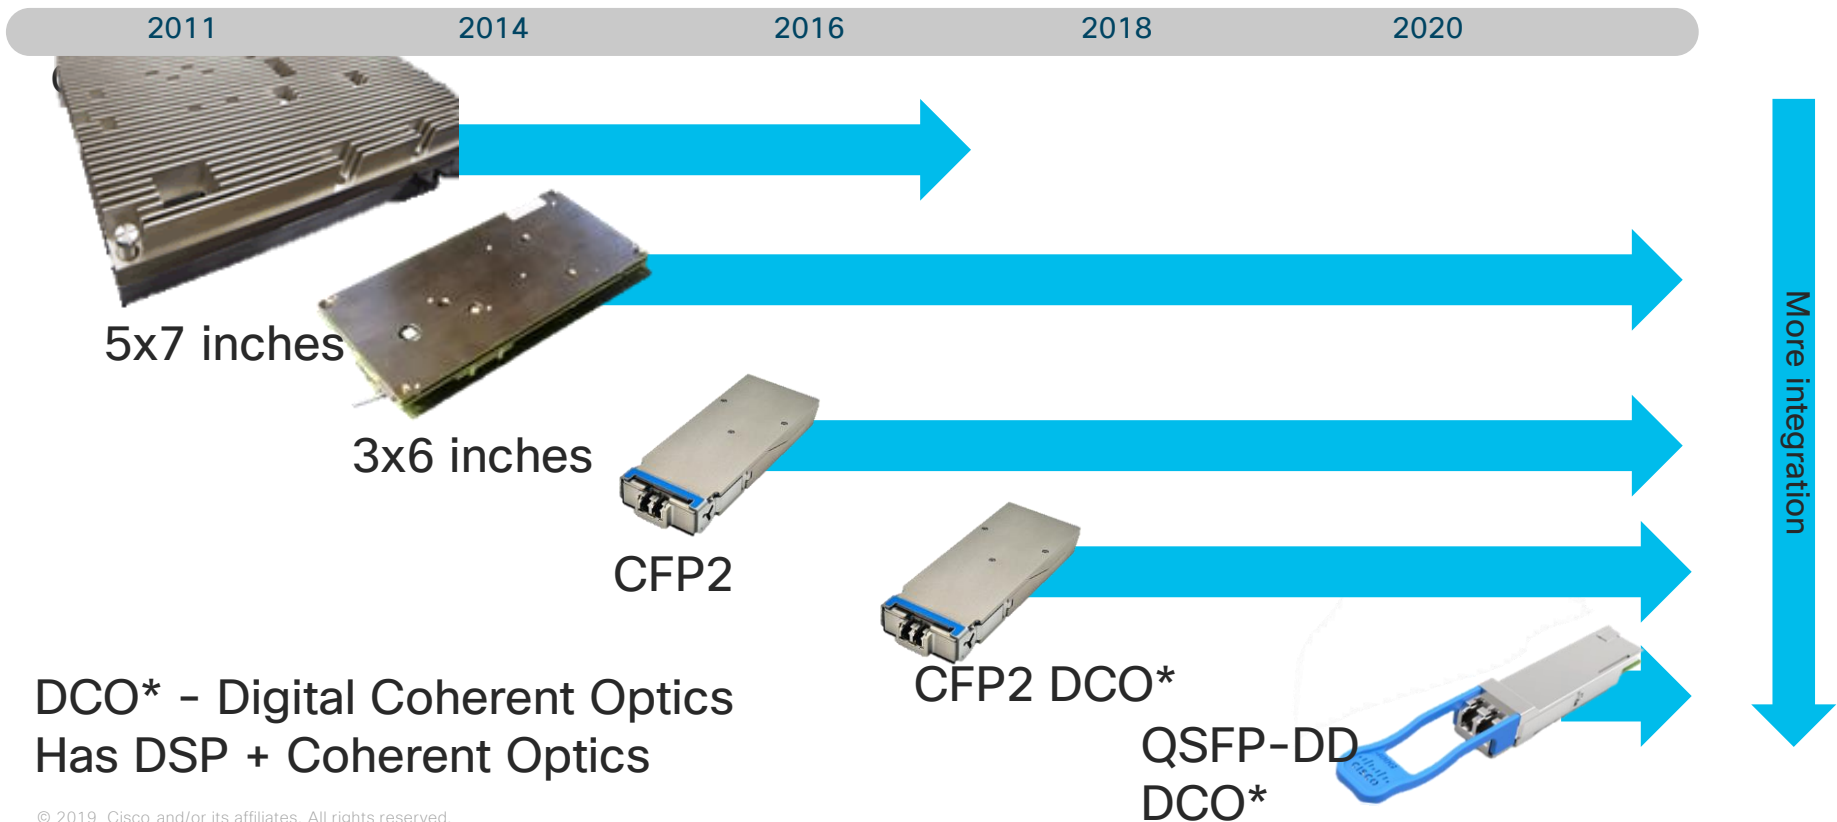 2011 2014 2016 2018 2020
5x7 inches
3x6 inches
CFP2
CFP2 DCO*
QSFP-DD
DCO*
More integration
DCO* - Digital Coherent Optics
Has DSP + Coherent Optics
CISCO
© 2019 Cisco and/or its affiliates. All rights reserved.